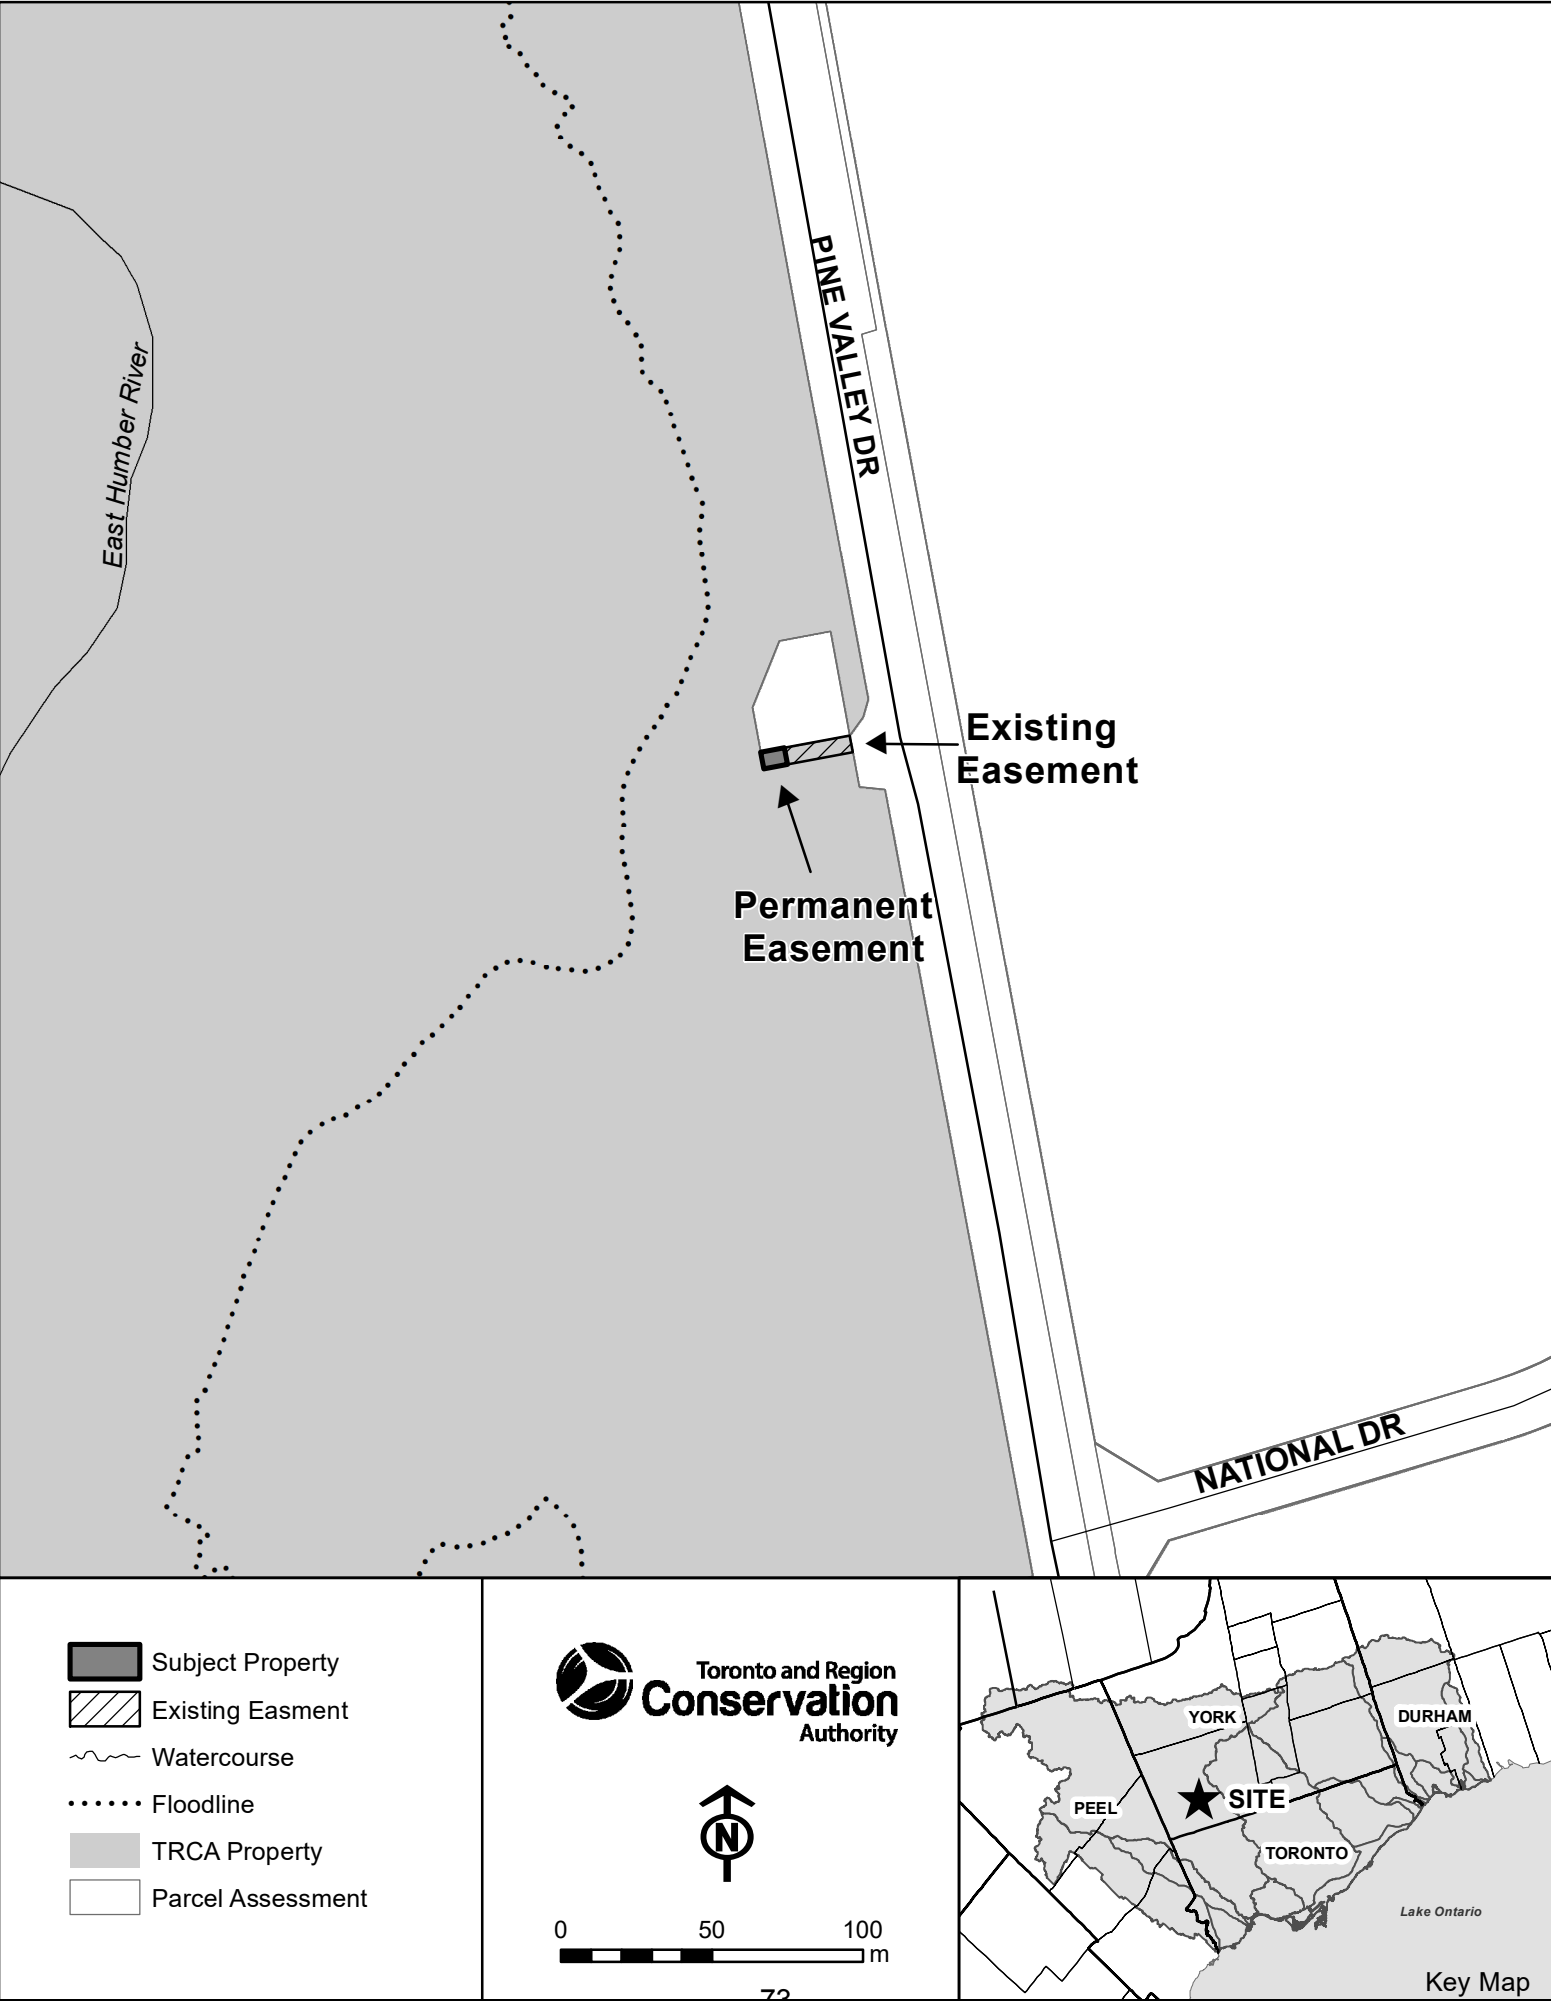 PINE VALLEY DR
East Humber River
Existing
Easement
Permanent
Easement
NATIONAL DR
Subject Property
Existing Easment
Watercourse
Floodline
TRCA Property
Parcel Assessment
Toronto and Region
Conservation
Authority
N
0 50 100
m
73
YORK
DURHAM
PEEL
SITE
TORONTO
Lake Ontario
Key Map